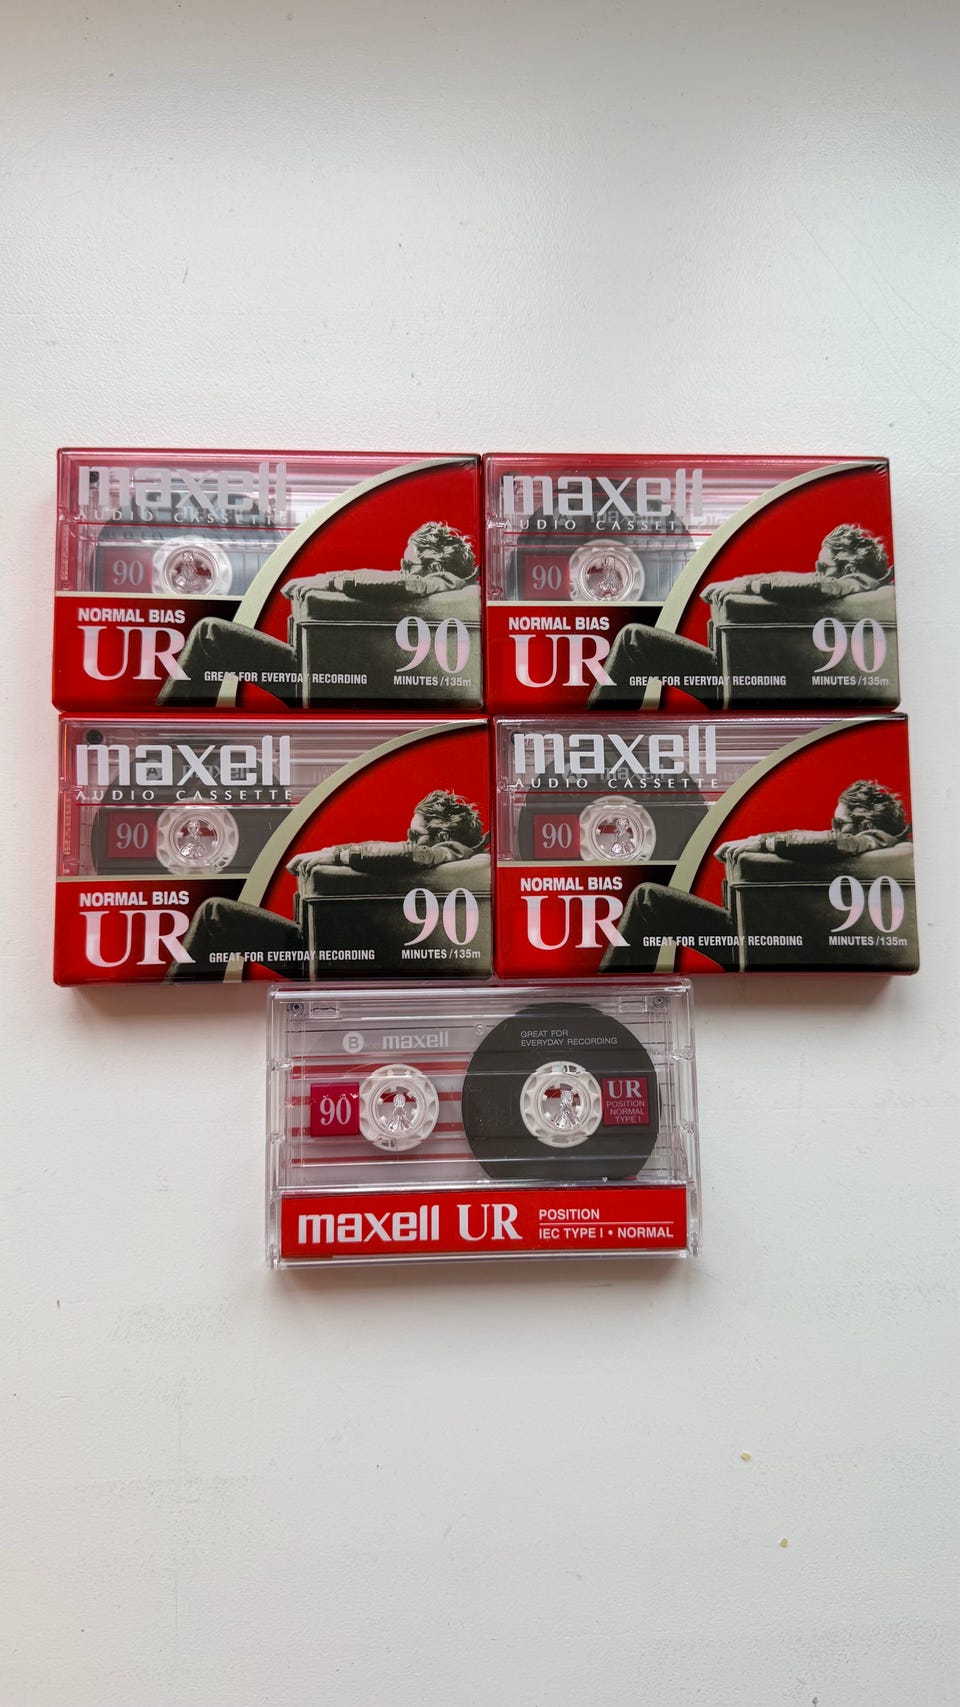 maxell
AUDIO CASSETTE
90
NORMAL BIAS
UR
GREAT FOR EVERYDAY RECORDING
90
MINUTES/135m
maxell
AUDIO CASSETTE
90
NORMAL BIAS
UR
GREAT FOR EVERYDAY RECORDING
90
MINUTES/135m
maxell
AUDIO CASSETTE
90
NORMAL BIAS
UR
GREAT FOR EVERYDAY RECORDING
90
MINUTES/135m
maxell
AUDIO CASSETTE
maxell
90
NORMAL BIAS
UR
GREAT FOR EVERYDAY RECORDING
90
MINUTES/135m
B maxell
GREAT FOR
EVERYDAY RECORDING
90
UR
POSITION
NORMAL
TYPE I
maxell UR
POSITION
IEC TYPE I • NORMAL